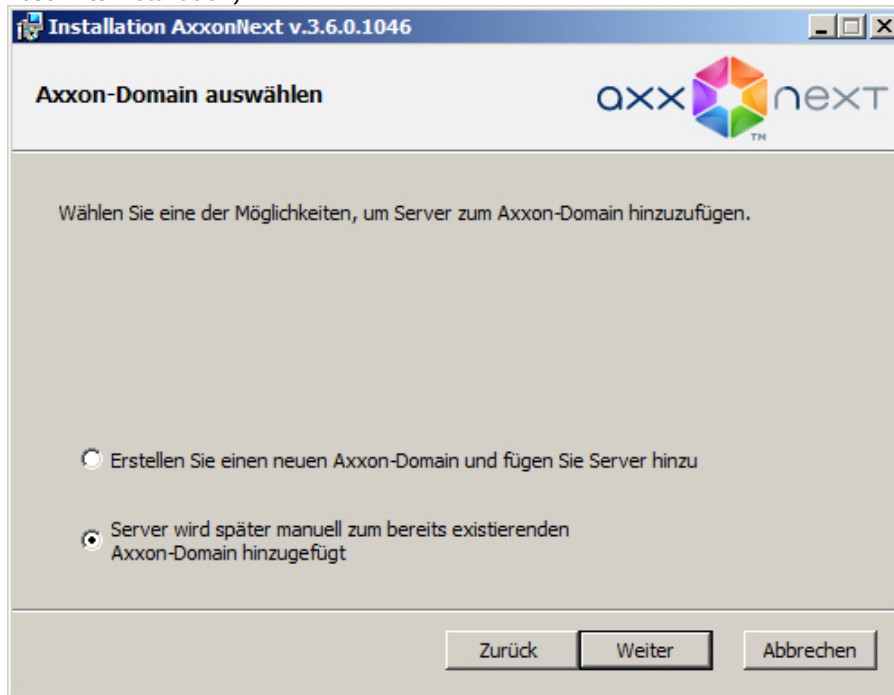 Installation AxxonNext v.3.6.0.1046
Axxon-Domain auswählen
axx next
TM
Wählen Sie eine der Möglichkeiten, um Server zum Axxon-Domain hinzuzufügen.
Erstellen Sie einen neuen Axxon-Domain und fügen Sie Server hinzu
Server wird später manuell zum bereits existierenden
Axxon-Domain hinzugefügt
Zurück
Weiter
Abbrechen